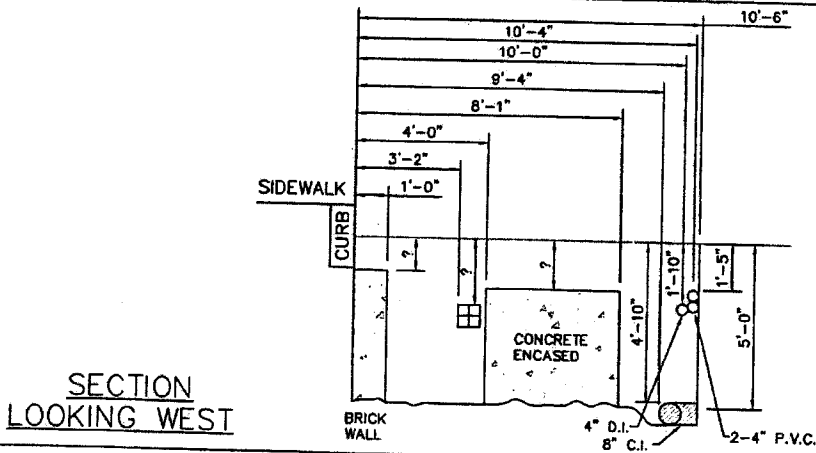 10'-6"
10'-4"
10'-0"
9'-4"
8'-1"
4'-0"
3'-2"
1'-0"
SIDEWALK
CURB
?
?
?
4'-10"
1'-10"
1'-5"
5'-0"
CONCRETE
ENCASED
SECTION
LOOKING WEST
BRICK
WALL
4" D.I.
8" C.I.
2-4" P.V.C.